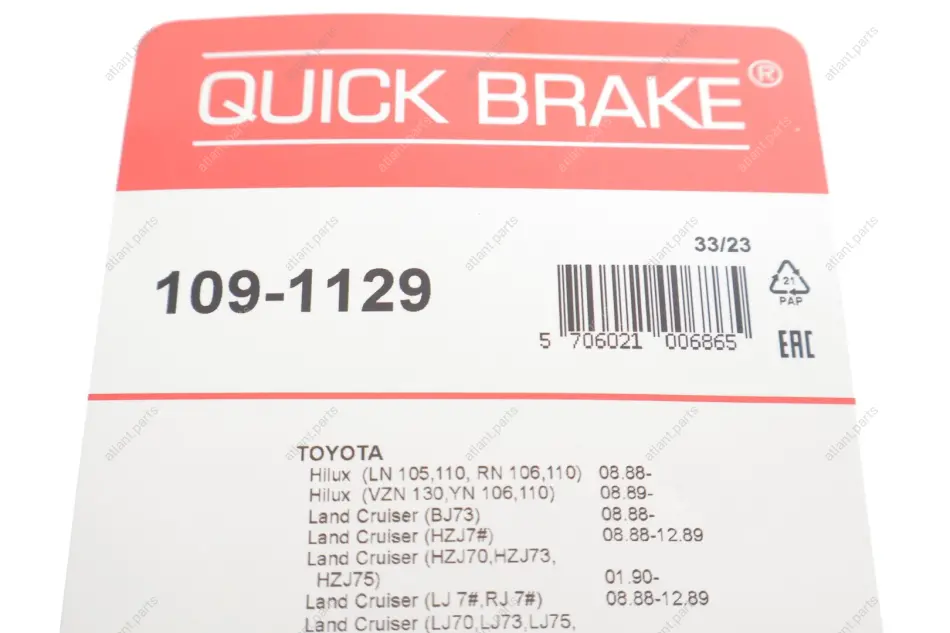 QUICK BRAKE®
33/23
109-1129
21
PAP
5 706021 006865
EAC
TOYOTA
Hilux (LN 105,110, RN 106,110) 08.88-
Hilux (VZN 130,YN 106,110) 08.89-
Land Cruiser (BJ73) 08.88-
Land Cruiser (HZJ7#) 08.88-12.89
Land Cruiser (HZJ70,HZJ73,
HZJ75) 01.90-
Land Cruiser (LJ 7#,RJ 7#) 08.88-12.89
Land Cruiser (LJ70,LJ73,LJ75,
atlant.parts